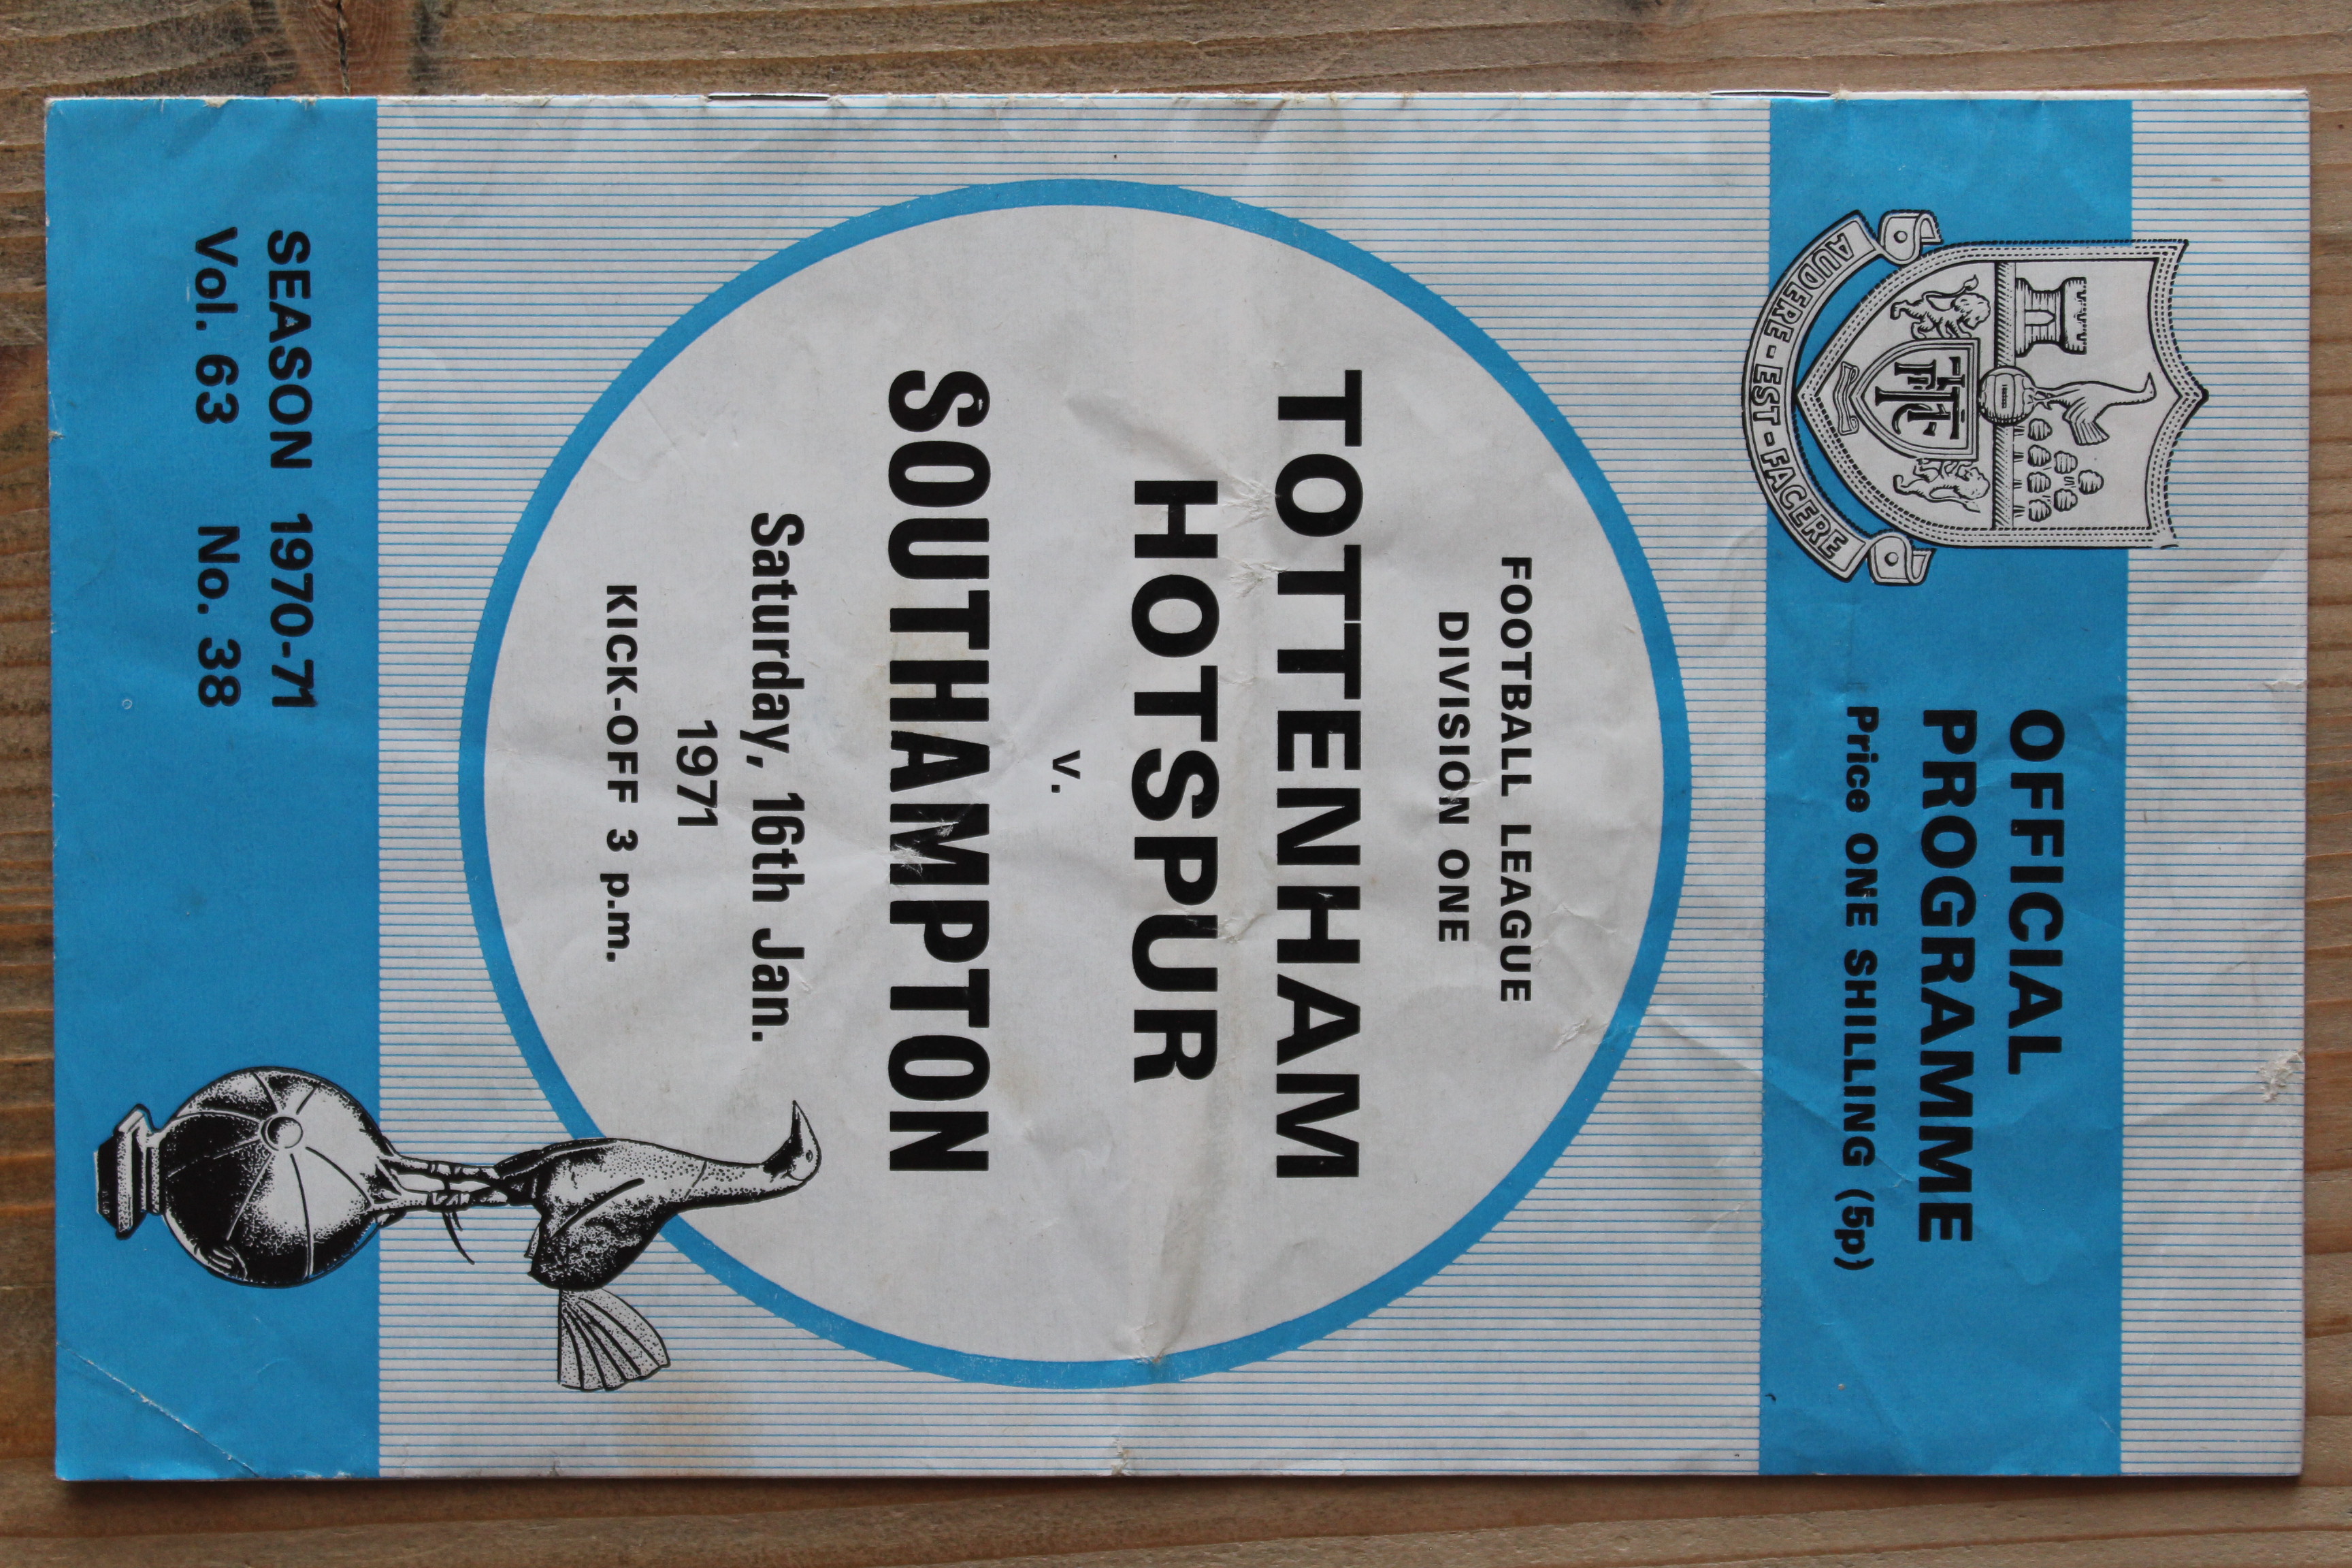 OFFICIAL
PROGRAMME
Price ONE SHILLING (5p)
AUDERE - EST - FACERE
FOOTBALL LEAGUE
DIVISION ONE
TOTTENHAM
HOTSPUR
v.
SOUTHAMPTON
Saturday, 16th Jan.
1971
KICK-OFF 3 p.m.
SEASON 1970-71
Vol. 63 No. 38